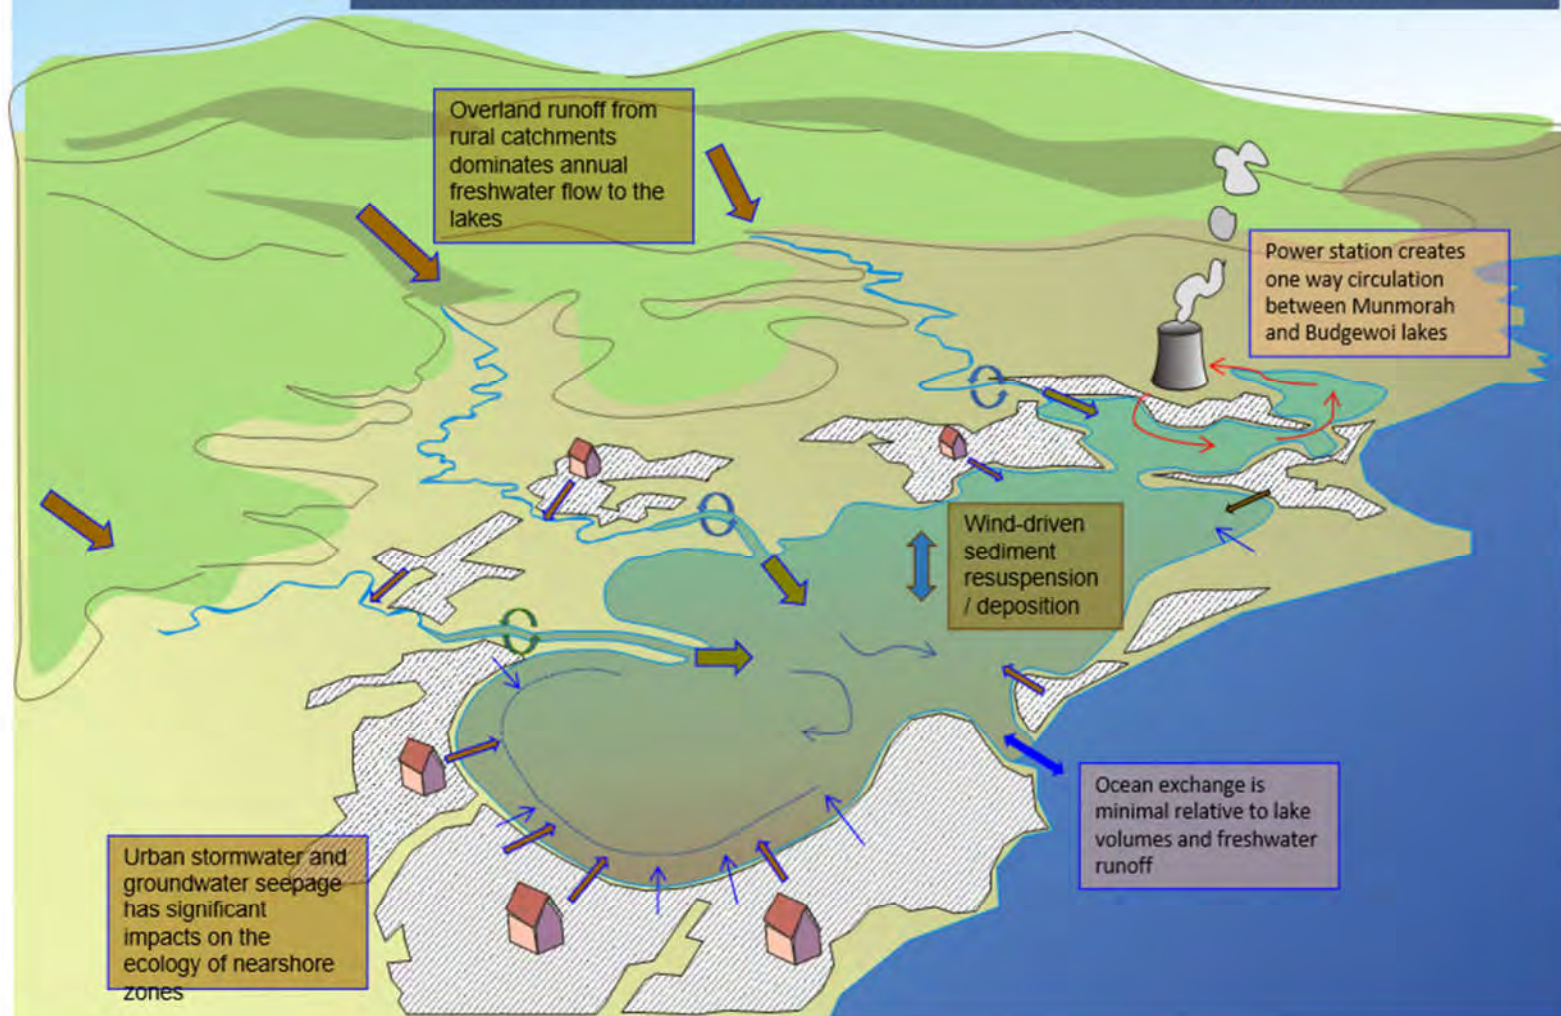 Overland runoff from
rural catchments
dominates annual
freshwater flow to the
lakes
Power station creates
one way circulation
between Munmorah
and Budgewoi lakes
Wind-driven
sediment
resuspension
/ deposition
Ocean exchange is
minimal relative to lake
volumes and freshwater
runoff
Urban stormwater and
groundwater seepage
has significant
impacts on the
ecology of nearshore
zones